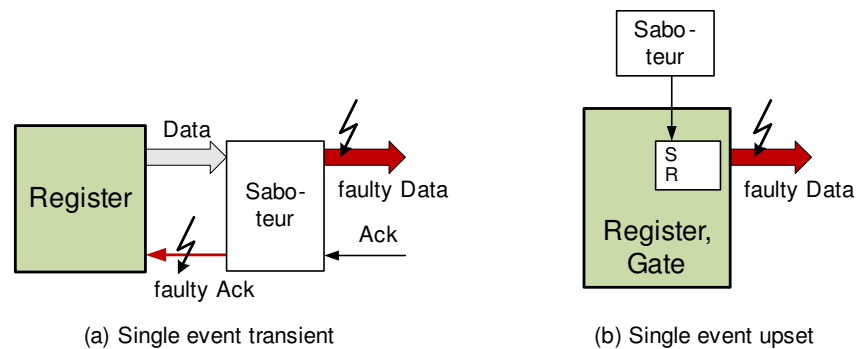 Register
Data
Sabo-
teur
faulty Data
Ack
faulty Ack
(a) Single event transient
Sabo-
teur
S
R
faulty Data
Register,
Gate
(b) Single event upset